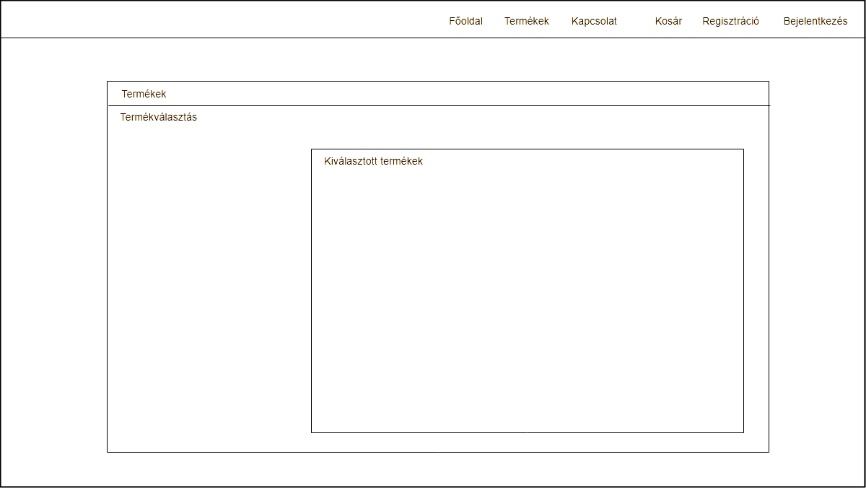 Főoldal Termékek Kapcsolat Kosár Regisztráció Bejelentkezés
Termékek
Termékválasztás
Kiválasztott termékek